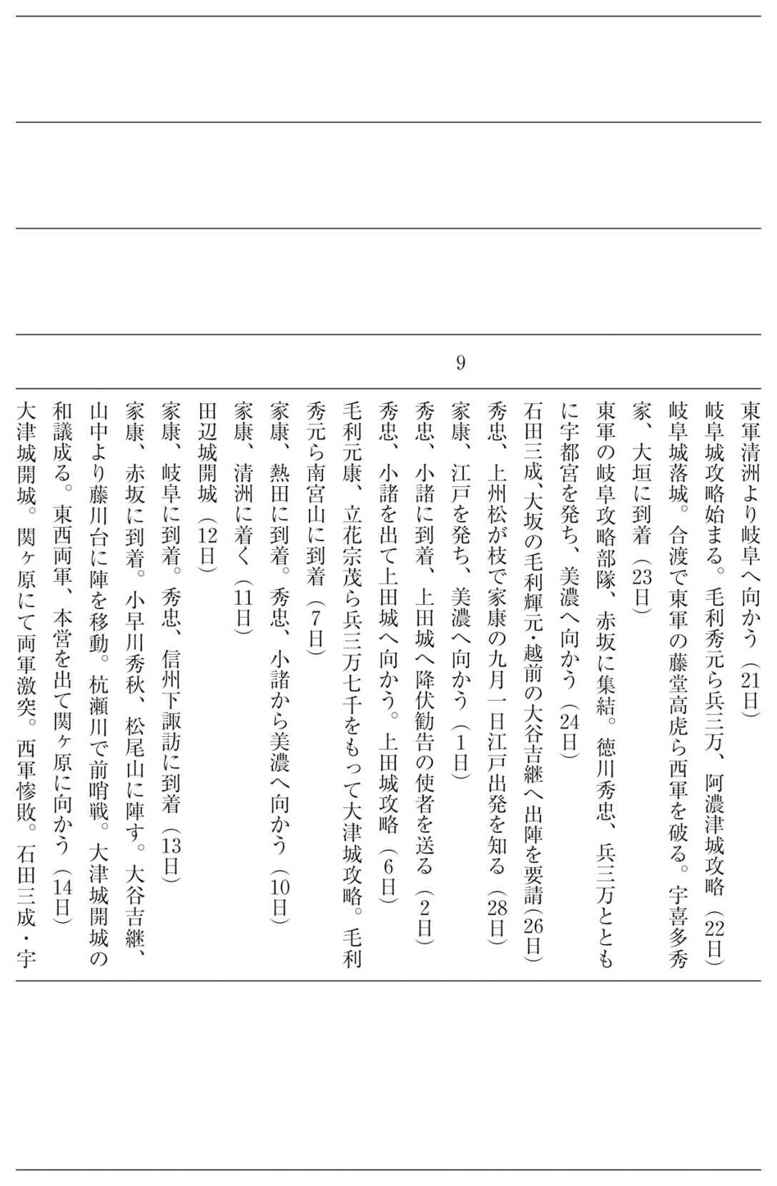 東軍清洲より岐阜へ向かう（21日）
岐阜城攻略始まる。毛利秀元ら兵三万、阿濃津城攻略（22日）
岐阜城落城。合渡で東軍の藤堂高虎ら西軍を破る。宇喜多秀
家、大垣に到着（23日）
東軍の岐阜攻略部隊、赤坂に集結。徳川秀忠、兵三万ととも
に宇都宮を発ち、美濃へ向かう（24日）
石田三成、大坂の毛利輝元・越前の大谷吉継へ出陣を要請（26日）
秀忠、上州松が枝で家康の九月一日江戸出発を知る（28日）
9
家康、江戸を発ち、美濃へ向かう（1日）
秀忠、小諸に到着、上田城へ降伏勧告の使者を送る（2日）
秀忠、小諸を出て上田城へ向かう。上田城攻略（6日）
毛利元康、立花宗茂ら兵三万七千をもって大津城攻略。毛利
秀元ら南宮山に到着（7日）
家康、熱田に到着。秀忠、小諸から美濃へ向かう（10日）
家康、清洲に着く（11日）
田辺城開城（12日）
家康、岐阜に到着。秀忠、信州下諏訪に到着（13日）
家康、赤坂に到着。小早川秀秋、松尾山に陣す。大谷吉継、
山中より藤川台に陣を移動。杭瀬川で前哨戦。大津城開城の
和議成る。東西両軍、本営を出て関ヶ原に向かう（14日）
大津城開城。関ヶ原にて両軍激突。西軍惨敗。石田三成・宇